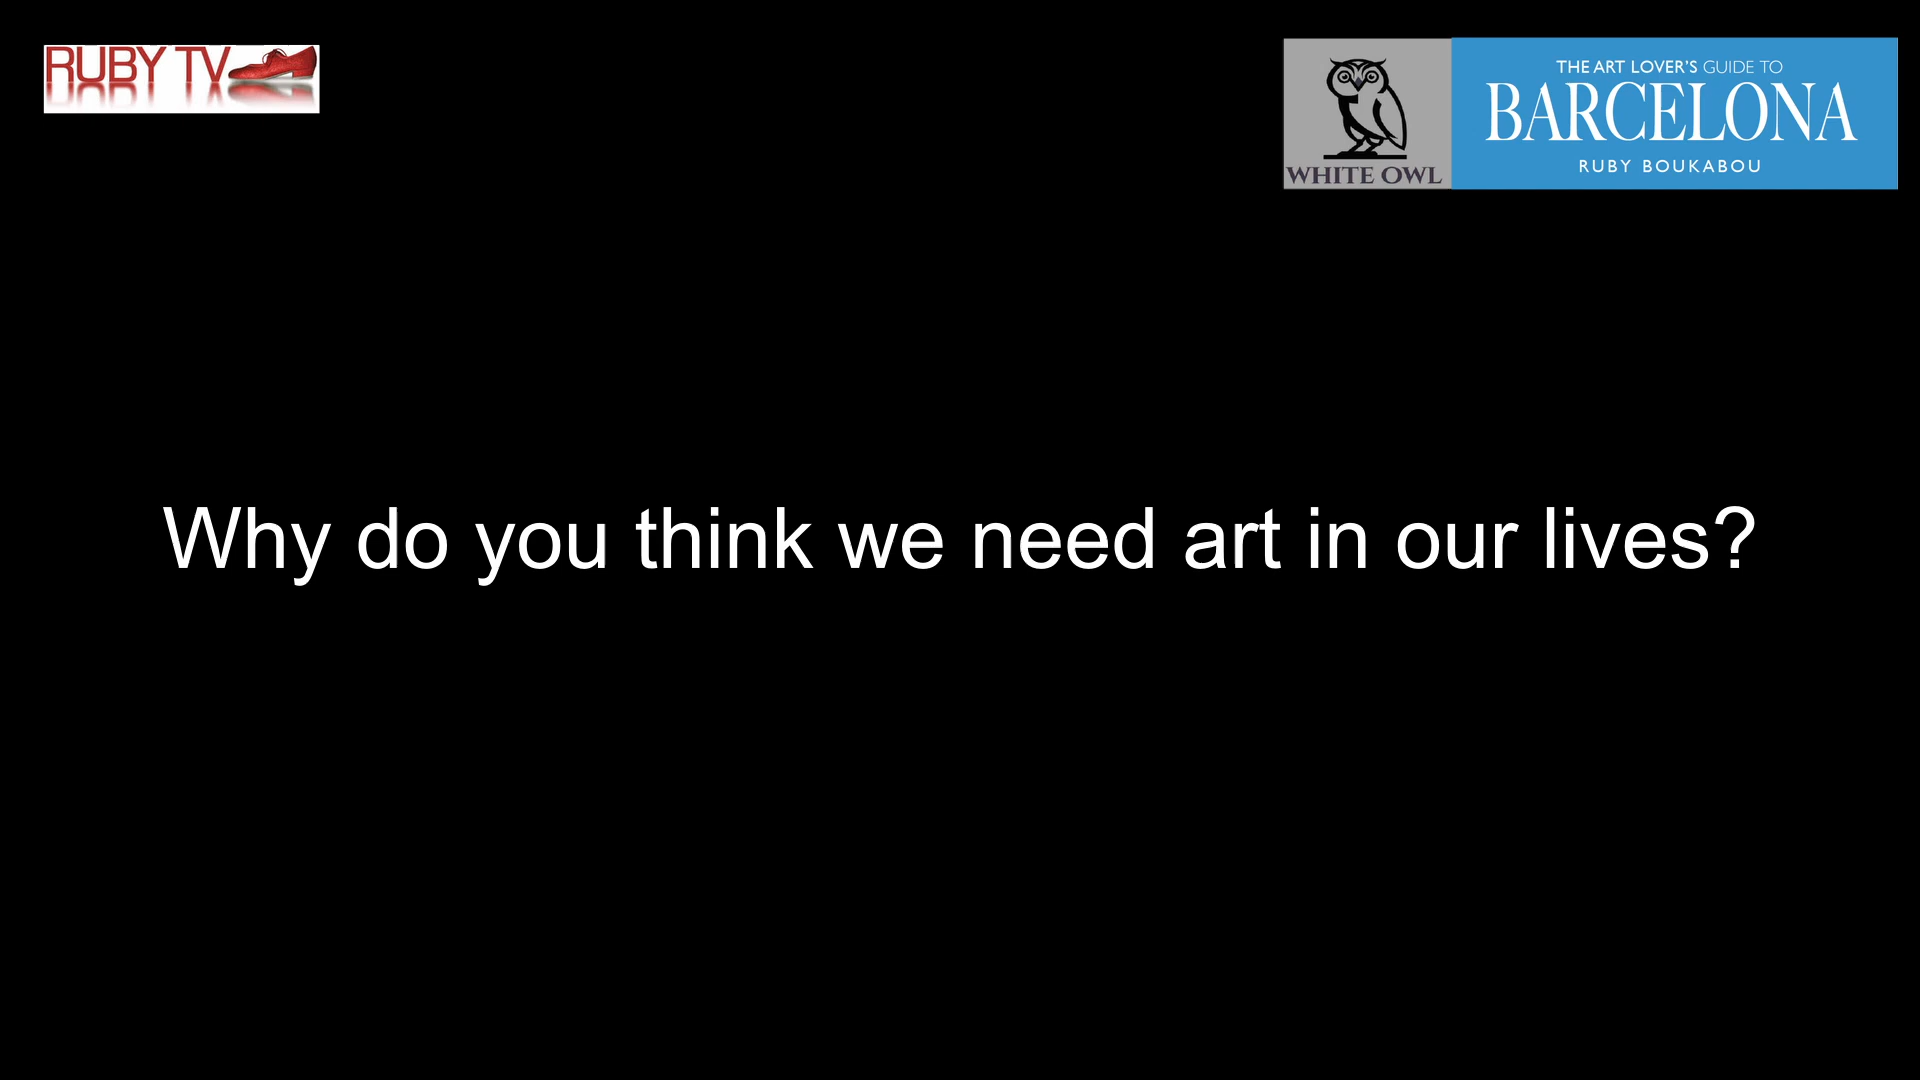 RUBY TV
THE ART LOVER'S GUIDE TO
BARCELONA
RUBY BOUKABOU
WHITE OWL
Why do you think we need art in our lives?